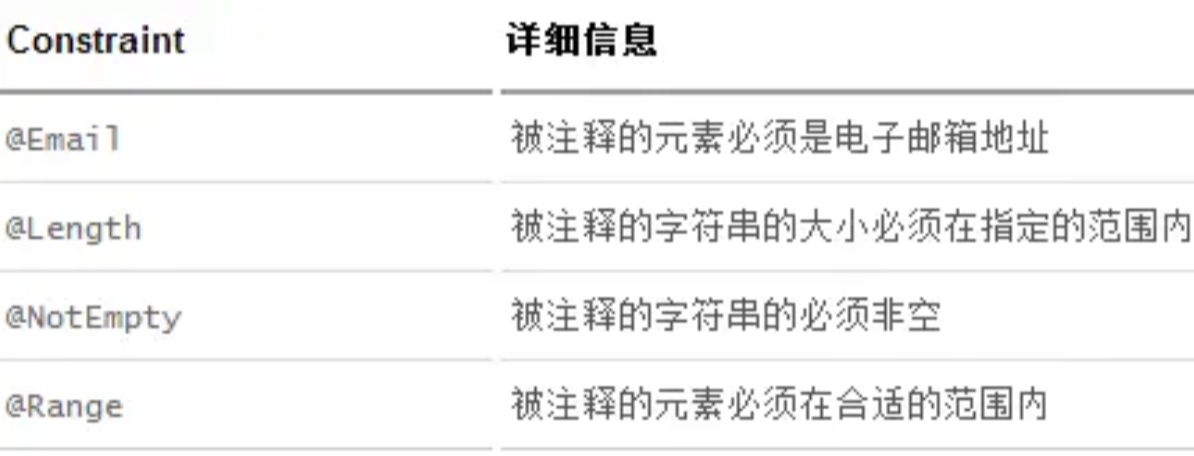 Constraint 详细信息
@Email 被注释的元素必须是电子邮箱地址
@Length 被注释的字符串的大小必须在指定的范围内
@NotEmpty 被注释的字符串的必须非空
@Range 被注释的元素必须在合适的范围内